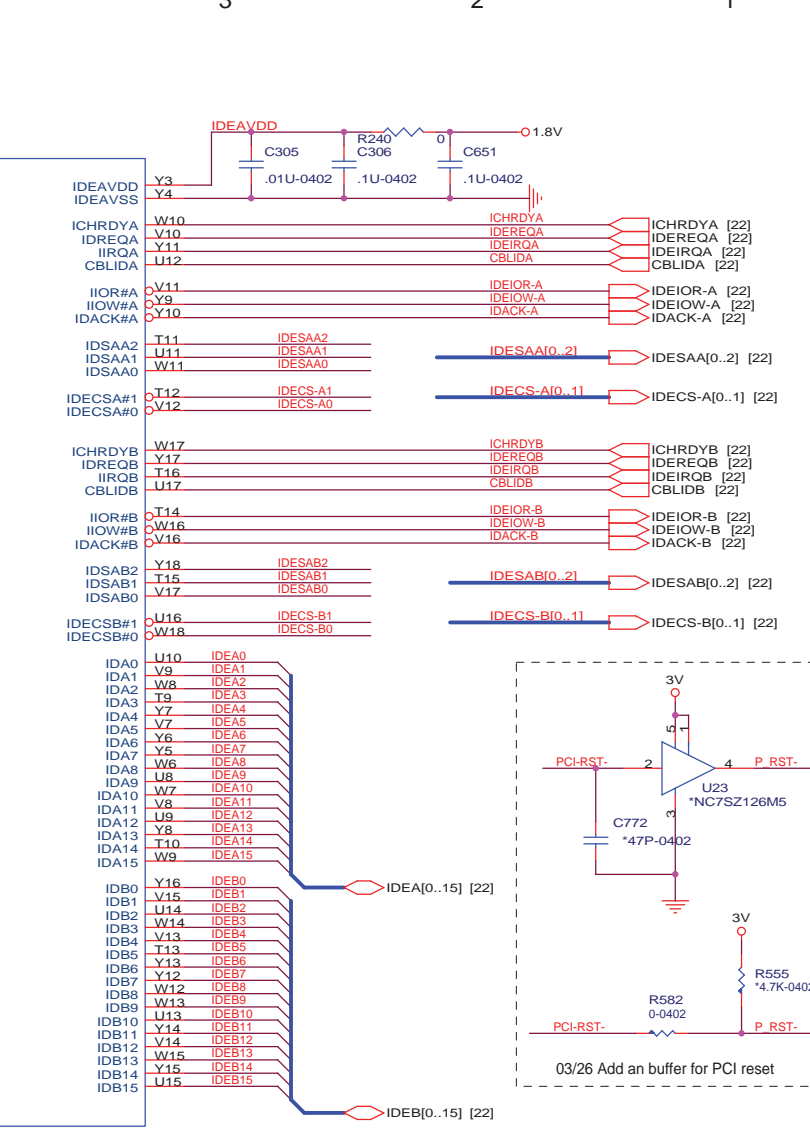 3 2 1
IDEAVDD
1.8V
R240 0
C305 C306 C651
.01U-0402 .1U-0402 .1U-0402
IDEAVDD Y3
IDEAVSS Y4
ICHRDYA W10 ICHRDYA ICHRDYA [22]
IDREQA V10 IDEREQA IDEREQA [22]
IIRQA Y11 IDEIRQA IDEIRQA [22]
CBLIDA U12 CBLIDA CBLIDA [22]
IIOR#A V11 IDEIOR-A IDEIOR-A [22]
IIOW#A Y9 IDEIOW-A IDEIOW-A [22]
IDACK#A Y10 IDACK-A IDACK-A [22]
IDSAA2 T11 IDESAA2
IDSAA1 U11 IDESAA1 IDESAA[0..2] IDESAA[0..2] [22]
IDSAA0 W11 IDESAA0
IDECSA#1 T12 IDECS-A1 IDECS-A[0..1] IDECS-A[0..1] [22]
IDECSA#0 V12 IDECS-A0
ICHRDYB W17 ICHRDYB ICHRDYB [22]
IDREQB Y17 IDEREQB IDEREQB [22]
IIRQB T16 IDEIRQB IDEIRQB [22]
CBLIDB U17 CBLIDB CBLIDB [22]
IIOR#B T14 IDEIOR-B IDEIOR-B [22]
IIOW#B W16 IDEIOW-B IDEIOW-B [22]
IDACK#B V16 IDACK-B IDACK-B [22]
IDSAB2 Y18 IDESAB2
IDSAB1 T15 IDESAB1 IDESAB[0..2] IDESAB[0..2] [22]
IDSAB0 V17 IDESAB0
IDECSB#1 U16 IDECS-B1 IDECS-B[0..1] IDECS-B[0..1] [22]
IDECSB#0 W18 IDECS-B0
IDA0 U10 IDEA0
IDA1 V9 IDEA1
IDA2 W8 IDEA2
IDA3 T9 IDEA3
IDA4 Y7 IDEA4
IDA5 V7 IDEA5
IDA6 Y6 IDEA6
IDA7 Y5 IDEA7
IDA8 W6 IDEA8
IDA9 U8 IDEA9
IDA10 W7 IDEA10
IDA11 V8 IDEA11
IDA12 U9 IDEA12
IDA13 Y8 IDEA13
IDA14 T10 IDEA14
IDA15 W9 IDEA15
IDEA[0..15] [22]
IDB0 Y16 IDEB0
IDB1 V15 IDEB1
IDB2 U14 IDEB2
IDB3 W14 IDEB3
IDB4 V13 IDEB4
IDB5 T13 IDEB5
IDB6 Y13 IDEB6
IDB7 Y12 IDEB7
IDB8 W12 IDEB8
IDB9 W13 IDEB9
IDB10 U13 IDEB10
IDB11 Y14 IDEB11
IDB12 V14 IDEB12
IDB13 W15 IDEB13
IDB14 Y15 IDEB14
IDB15 U15 IDEB15
IDEB[0..15] [22]
3V
5 1
PCI-RST- 2 4 P_RST-
U23
*NC7SZ126M5
3
C772
*47P-0402
3V
R555
*4.7K-0402
R582
0-0402
PCI-RST- P_RST-
03/26 Add an buffer for PCI reset